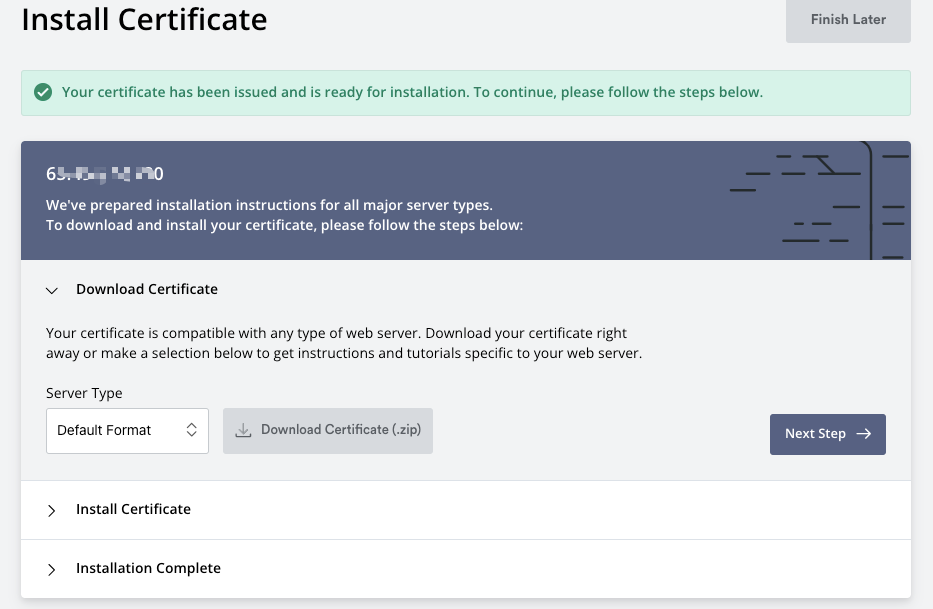 Install Certificate
Finish Later
Your certificate has been issued and is ready for installation. To continue, please follow the steps below.
We've prepared installation instructions for all major server types.
To download and install your certificate, please follow the steps below:
Download Certificate
Your certificate is compatible with any type of web server. Download your certificate right
away or make a selection below to get instructions and tutorials specific to your web server.
Server Type
Default Format
Download Certificate (.zip)
Next Step
Install Certificate
Installation Complete